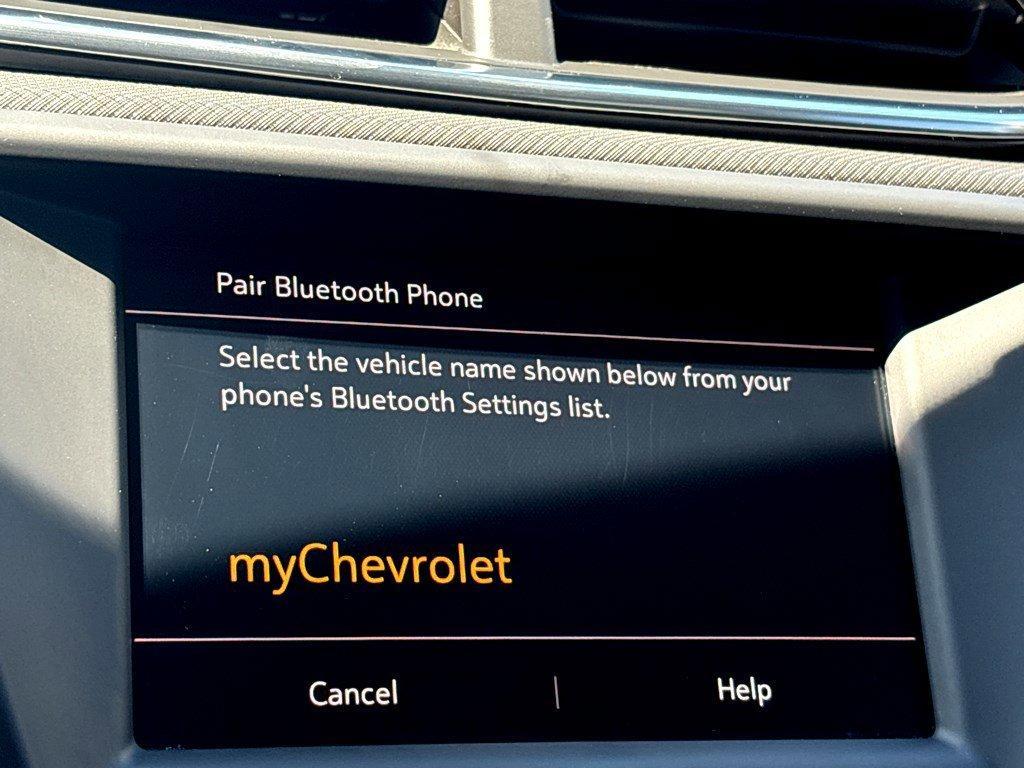 Pair Bluetooth Phone
Select the vehicle name shown below from your
phone's Bluetooth Settings list.
myChevrolet
Cancel | Help